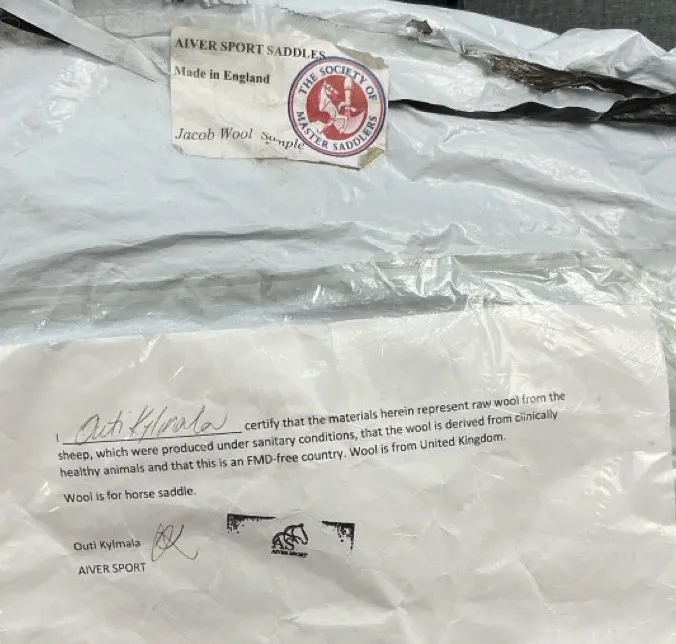 AIVER SPORT SADDLES
Made in England
THE SOCIETY OF
MASTER SADDLERS
Jacob Wool Sample
I Outi Kylmala certify that the materials herein represent raw wool from the
sheep, which were produced under sanitary conditions, that the wool is derived from clinically
healthy animals and that this is an FMD-free country. Wool is from United Kingdom.
Wool is for horse saddle.
Outi Kylmala
AIVER SPORT
AS
AIVER SPORT